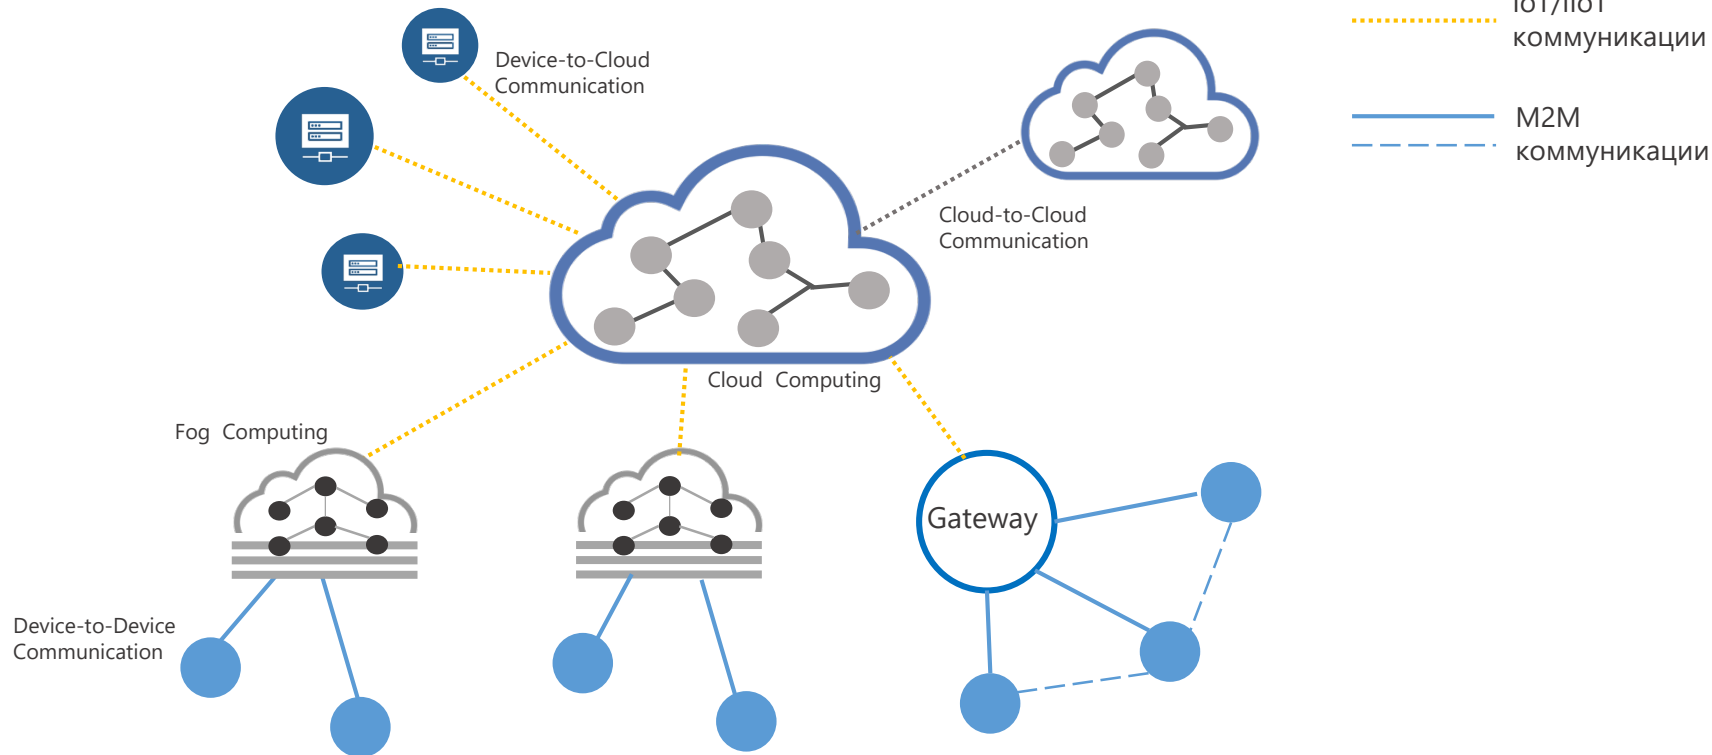 IoT/IIoT
коммуникации
Device-to-Cloud
Communication
M2M
коммуникации
Cloud-to-Cloud
Communication
Cloud Computing
Fog Computing
Gateway
Device-to-Device
Communication